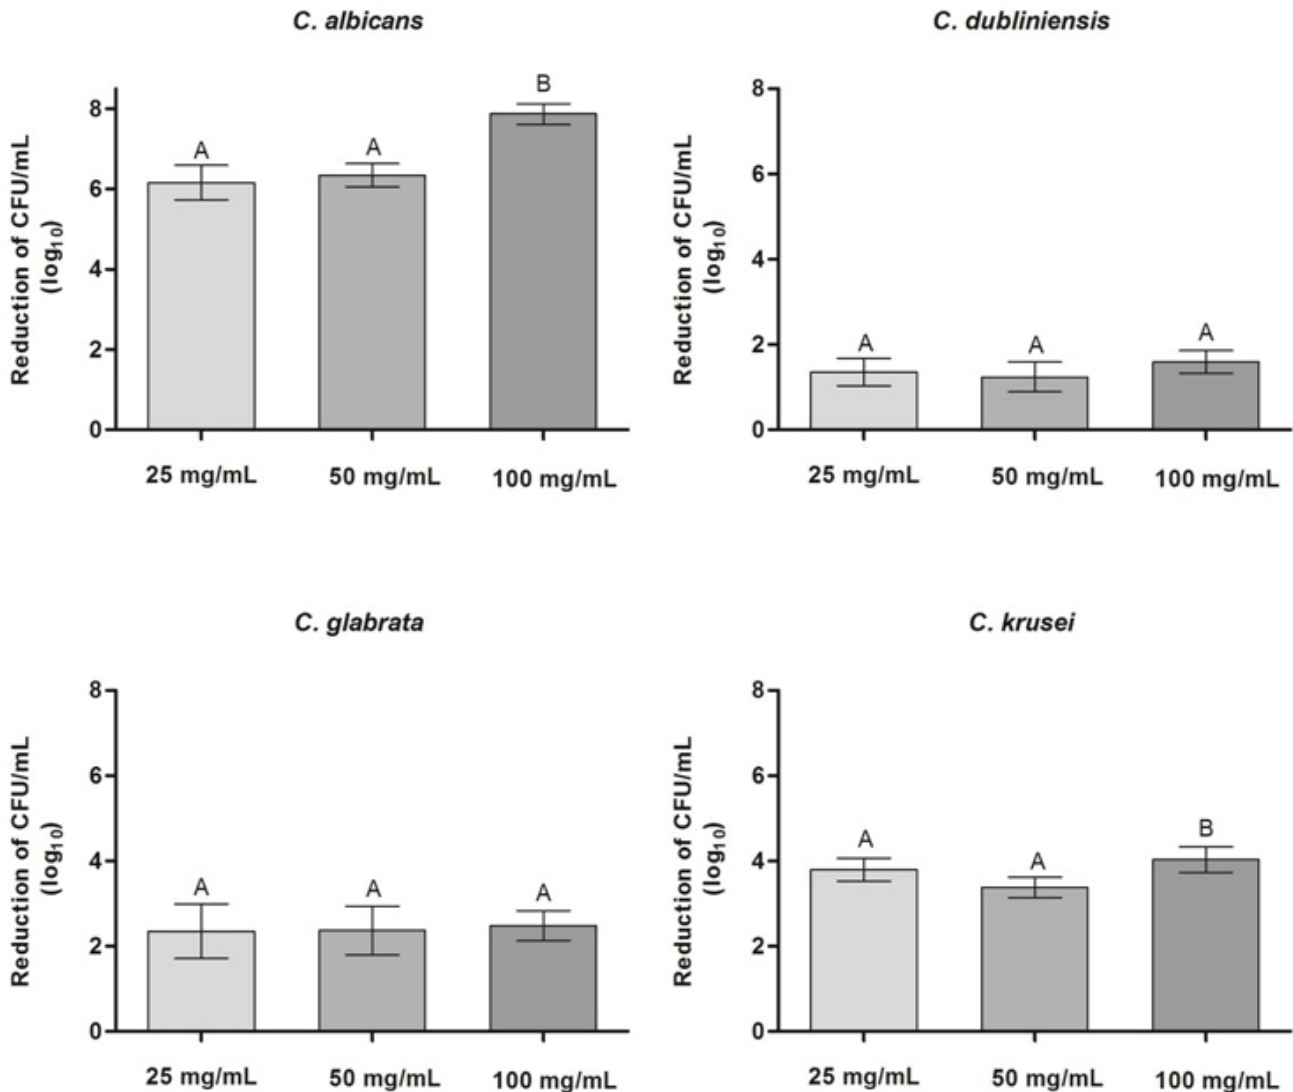 C. albicans
Reduction of CFU/mL
(log10)
8
6
4
2
0
A
A
B
25 mg/mL
50 mg/mL
100 mg/mL
C. dubliniensis
Reduction of CFU/mL
(log10)
8
6
4
2
0
A
A
A
25 mg/mL
50 mg/mL
100 mg/mL
C. glabrata
Reduction of CFU/mL
(log10)
8
6
4
2
0
A
A
A
25 mg/mL
50 mg/mL
100 mg/mL
C. krusei
Reduction of CFU/mL
(log10)
8
6
4
2
0
A
A
B
25 mg/mL
50 mg/mL
100 mg/mL